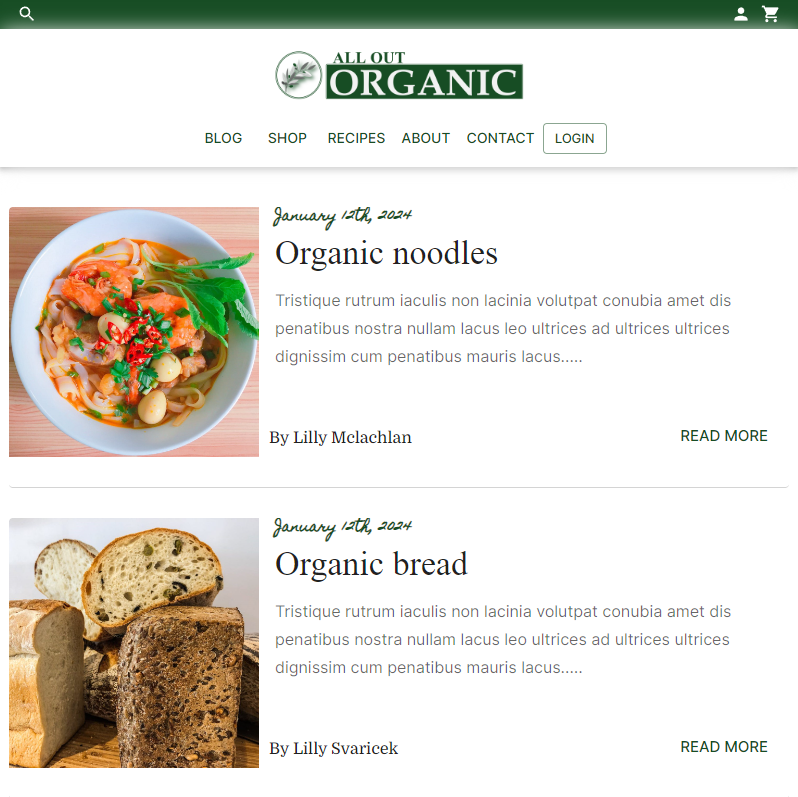 ALL OUT
ORGANIC
BLOG SHOP RECIPES ABOUT CONTACT LOGIN
January 12th, 2024
Organic noodles
Tristique rutrum iaculis non lacinia volutpat conubia amet dis
penatibus nostra nullam lacus leo ultrices ad ultrices ultrices
dignissim cum penatibus mauris lacus.....
By Lilly Mclachlan READ MORE
January 12th, 2024
Organic bread
Tristique rutrum iaculis non lacinia volutpat conubia amet dis
penatibus nostra nullam lacus leo ultrices ad ultrices ultrices
dignissim cum penatibus mauris lacus.....
By Lilly Svaricek READ MORE